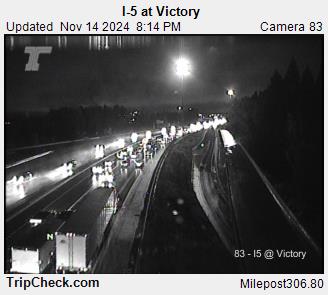 I-5 at Victory
Updated Nov 14 2024 8:14 PM Camera 83
T
83 - I5 @ Victory
TripCheck.com Milepost306.80